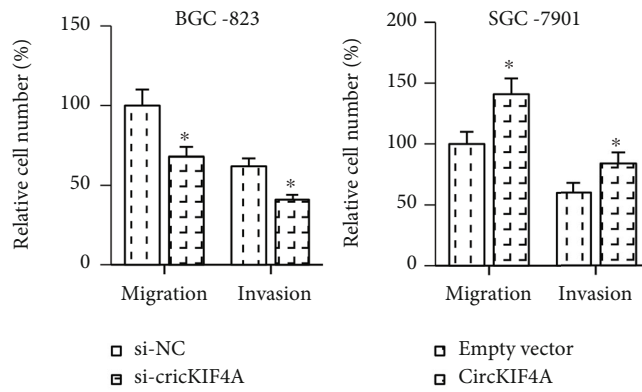 BGC -823
Relative cell number (%)
150
100
50
0
*
*
Migration Invasion
si-NC
si-cricKIF4A
SGC -7901
Relative cell number (%)
200
150
100
50
0
*
*
Migration Invasion
Empty vector
CircKIF4A